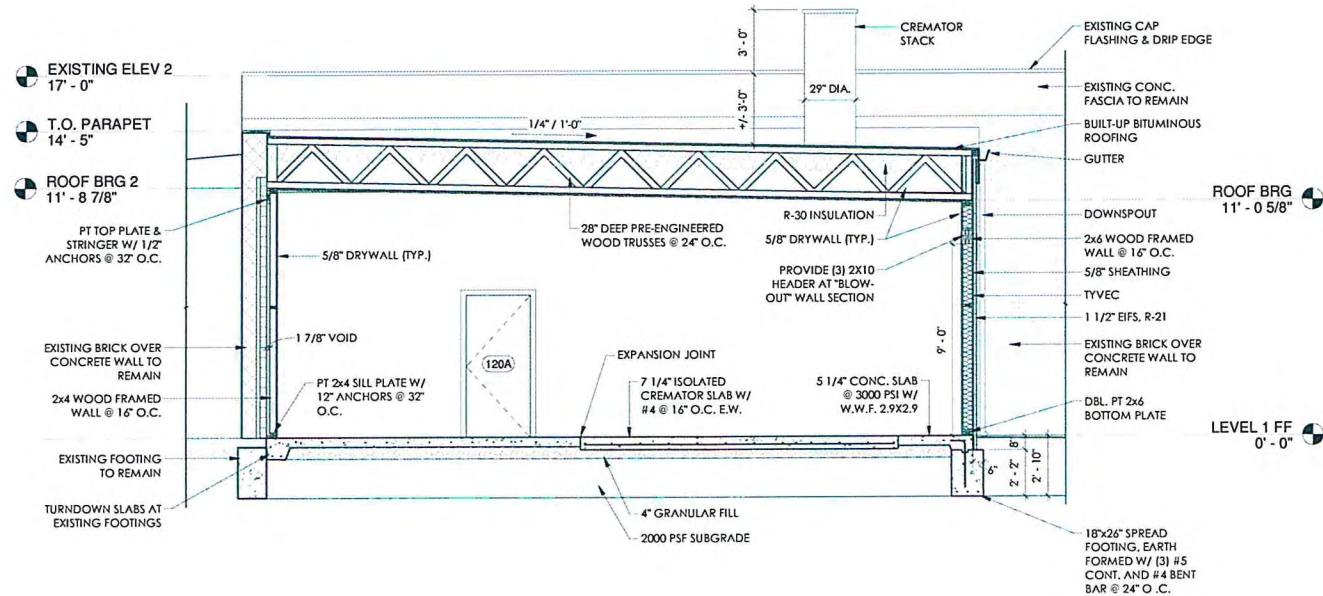 EXISTING ELEV 2
17' - 0"
T.O. PARAPET
14' - 5"
ROOF BRG 2
11' - 8 7/8"
PT TOP PLATE &
STRINGER W/ 1/2"
ANCHORS @ 32" O.C.
EXISTING BRICK OVER
CONCRETE WALL TO
REMAIN
2x4 WOOD FRAMED
WALL @ 16" O.C.
EXISTING FOOTING
TO REMAIN
TURNDOWN SLABS AT
EXISTING FOOTINGS
5/8" DRYWALL (TYP.)
1 7/8" VOID
PT 2x4 SILL PLATE W/
12" ANCHORS @ 32"
O.C.
1/4" / 1'-0"
28" DEEP PRE-ENGINEERED
WOOD TRUSSES @ 24" O.C.
120A
EXPANSION JOINT
7 1/4" ISOLATED
CREMATOR SLAB W/
#4 @ 16" O.C. E.W.
4" GRANULAR FILL
2000 PSF SUBGRADE
3' - 0"
+/- 3'-0"
29" DIA.
CREMATOR
STACK
R-30 INSULATION
5/8" DRYWALL (TYP.)
PROVIDE (3) 2X10
HEADER AT "BLOW-
OUT" WALL SECTION
9' - 0"
5 1/4" CONC. SLAB
@ 3000 PSI W/
W.W.F. 2.9X2.9
EXISTING CAP
FLASHING & DRIP EDGE
EXISTING CONC.
FASCIA TO REMAIN
BUILT-UP BITUMINOUS
ROOFING
GUTTER
ROOF BRG
11' - 0 5/8"
DOWNSPOUT
2x6 WOOD FRAMED
WALL @ 16" O.C.
5/8" SHEATHING
TYVEC
1 1/2" EIFS, R-21
EXISTING BRICK OVER
CONCRETE WALL TO
REMAIN
DBL. PT 2x6
BOTTOM PLATE
LEVEL 1 FF
0' - 0"
8"
6"
2' - 2"
2' - 10"
18"x26" SPREAD
FOOTING, EARTH
FORMED W/ (3) #5
CONT. AND #4 BENT
BAR @ 24" O .C.